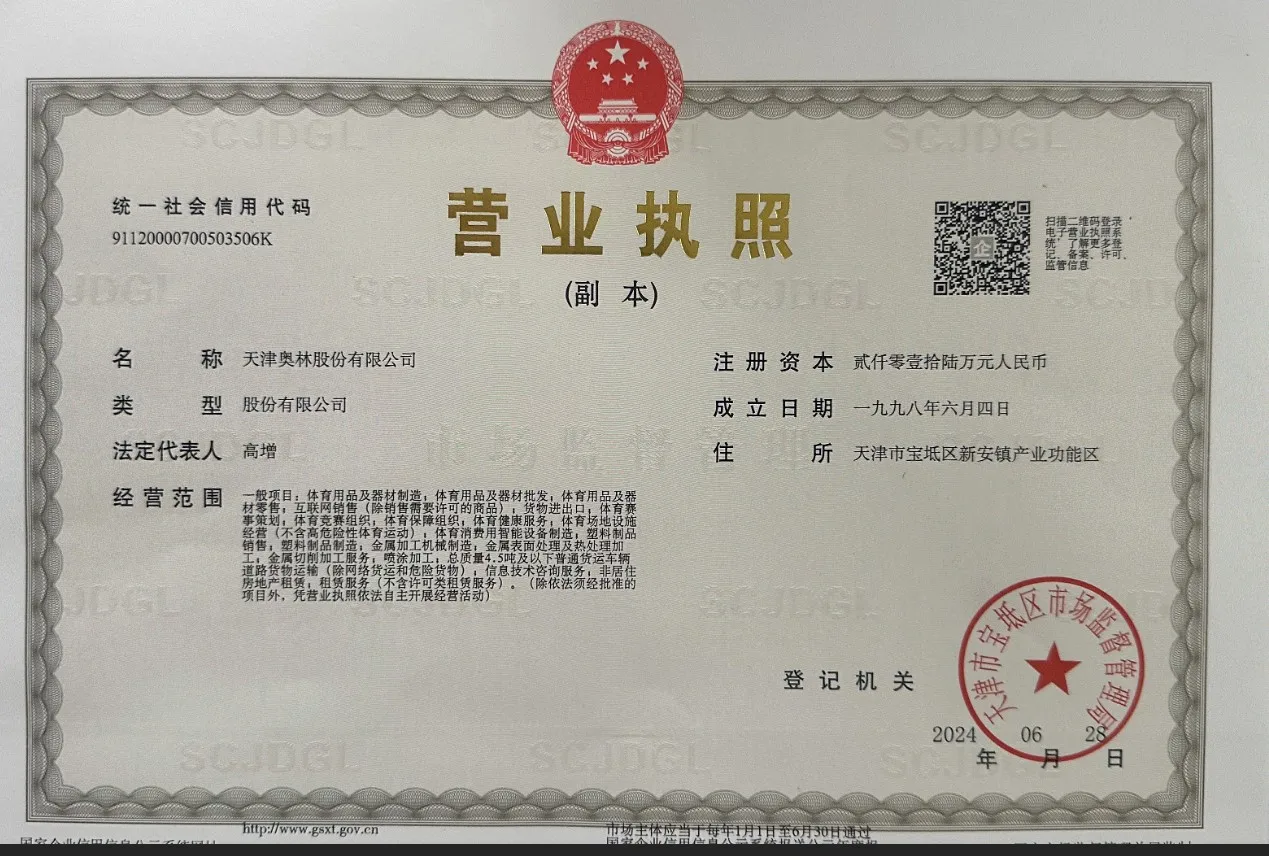 统一社会信用代码
91120000700503506K
营业执照
(副 本)
扫描二维码登录'
电子营业执照系
统'了解更多登
记、备案、许可、
监管信息
名 称 天津奥林股份有限公司
类 型 股份有限公司
法定代表人 高增
经营范围 一般项目：体育用品及器材制造；体育用品及器材批发；体育用品及器
材零售；互联网销售（除销售需要许可的商品）；货物进出口；体育赛
事策划；体育竞赛组织；体育保障组织；体育健康服务；体育场地设施
经营（不含高危险性体育运动）；体育消费用智能设备制造；塑料制品
销售；塑料制品制造；金属加工机械制造；金属表面处理及热处理加
工；金属切削加工服务；喷涂加工；总质量4.5吨及以下普通货运车辆
道路货物运输（除网络货运和危险货物）；信息技术咨询服务；非居住
房地产租赁；租赁服务（不含许可类租赁服务）。（除依法须经批准的
项目外，凭营业执照依法自主开展经营活动）
注册资本 贰仟零壹拾陆万元人民币
成立日期 一九九八年六月四日
住 所 天津市宝坻区新安镇产业功能区
登记机关
天津市宝坻区市场监督管理局
2024 06 28
年 月 日
http://www.gsxt.gov.cn
市场主体应当于每年1月1日至6月30日通过
SCJDGL
市场监督管理
企